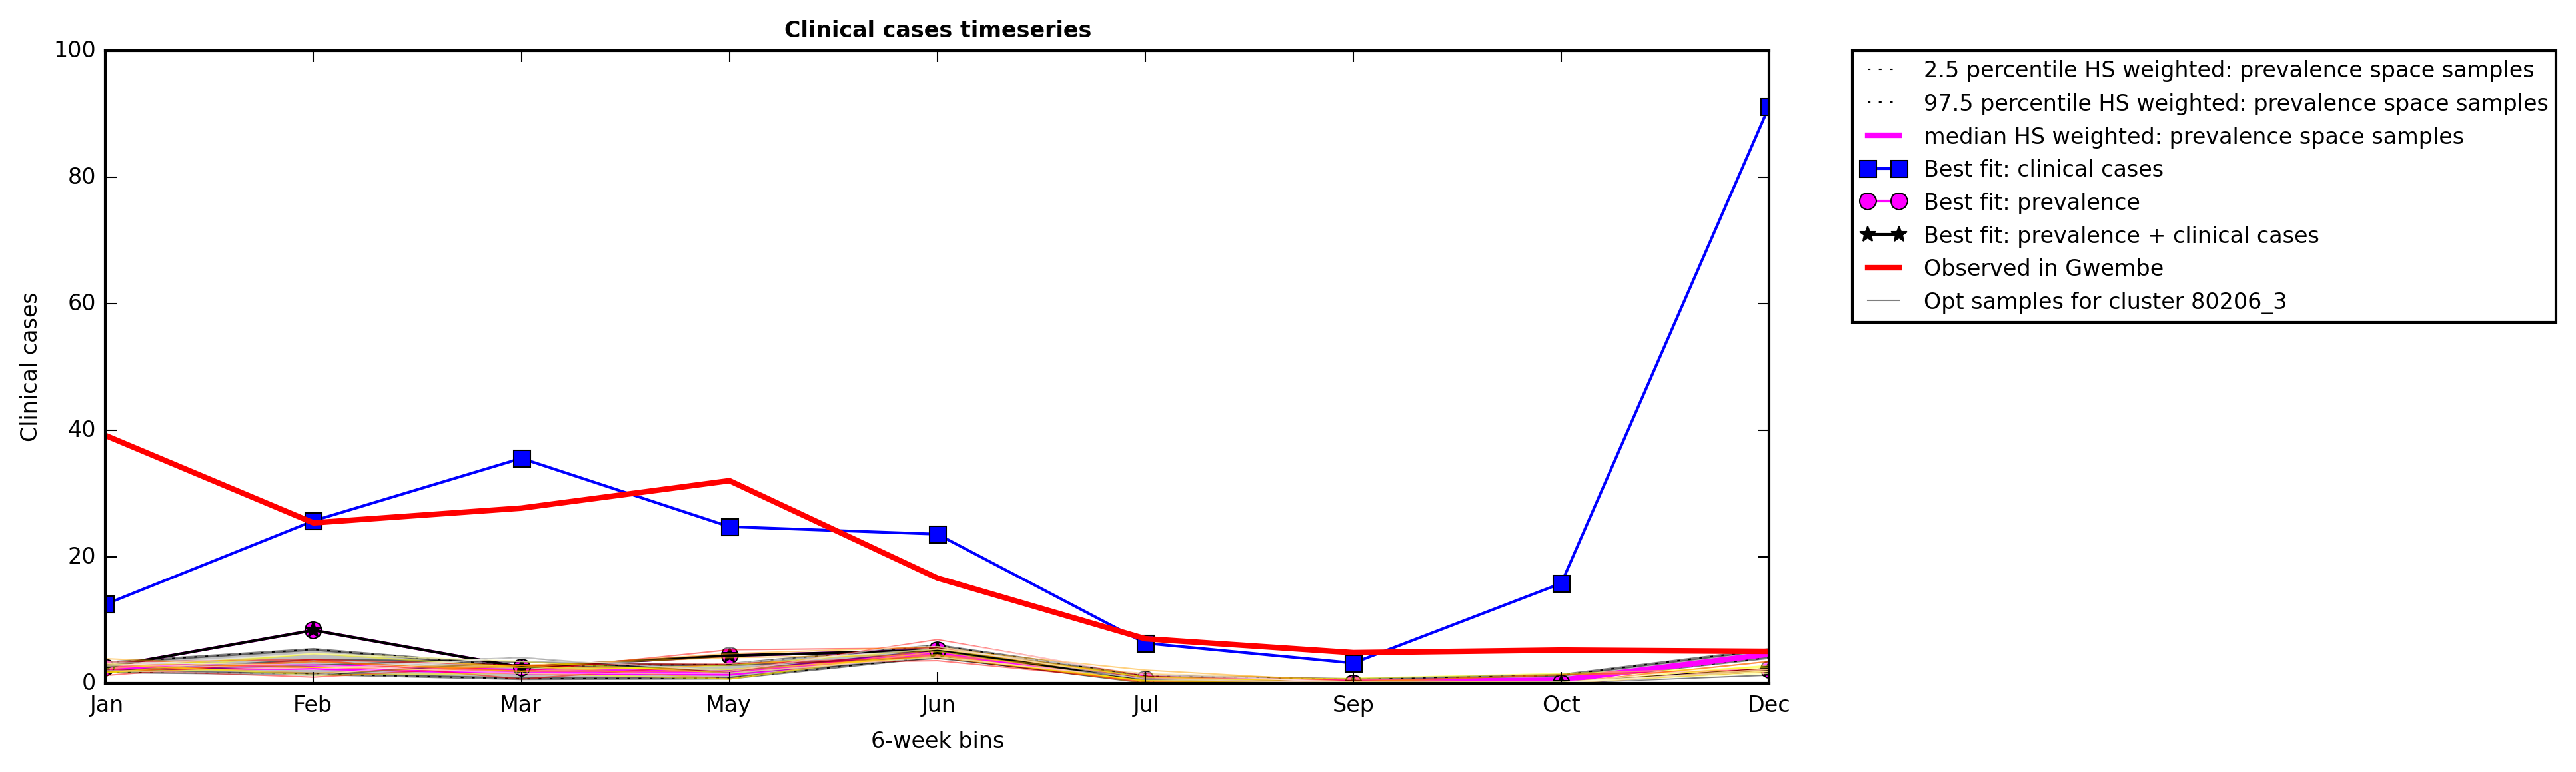 Clinical cases timeseries
100
80
60
40
20
0
Clinical cases
Jan Feb Mar May Jun Jul Sep Oct Dec
6-week bins
2.5 percentile HS weighted: prevalence space samples
97.5 percentile HS weighted: prevalence space samples
median HS weighted: prevalence space samples
Best fit: clinical cases
Best fit: prevalence
Best fit: prevalence + clinical cases
Observed in Gwembe
Opt samples for cluster 80206_3